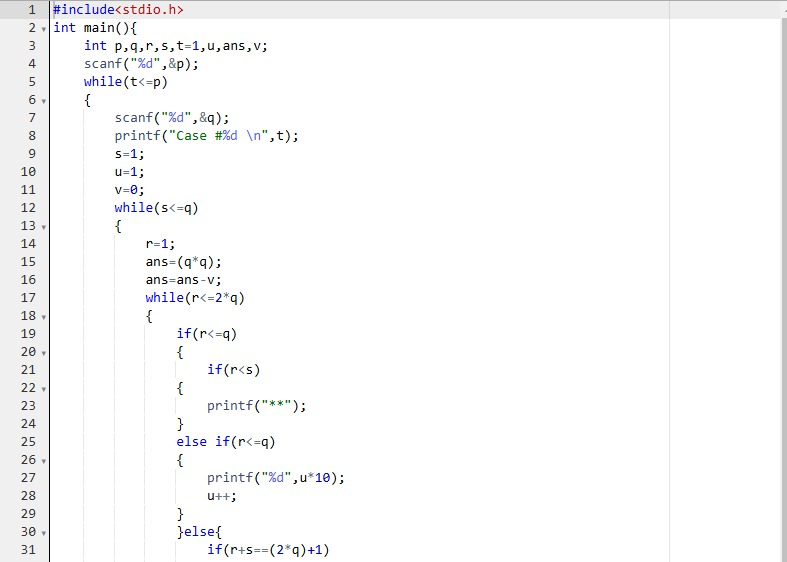 1 #include<stdio.h>
2 int main(){
3 int p,q,r,s,t=1,u,ans,v;
4 scanf("%d",&p);
5 while(t<=p)
6 {
7 scanf("%d",&q);
8 printf("Case #%d \n",t);
9 s=1;
10 u=1;
11 v=0;
12 while(s<=q)
13 {
14 r=1;
15 ans=(q*q);
16 ans=ans-v;
17 while(r<=2*q)
18 {
19 if(r<=q)
20 {
21 if(r<s)
22 {
23 printf("**");
24 }
25 else if(r<=q)
26 {
27 printf("%d",u*10);
28 u++;
29 }
30 }else{
31 if(r+s==(2*q)+1)